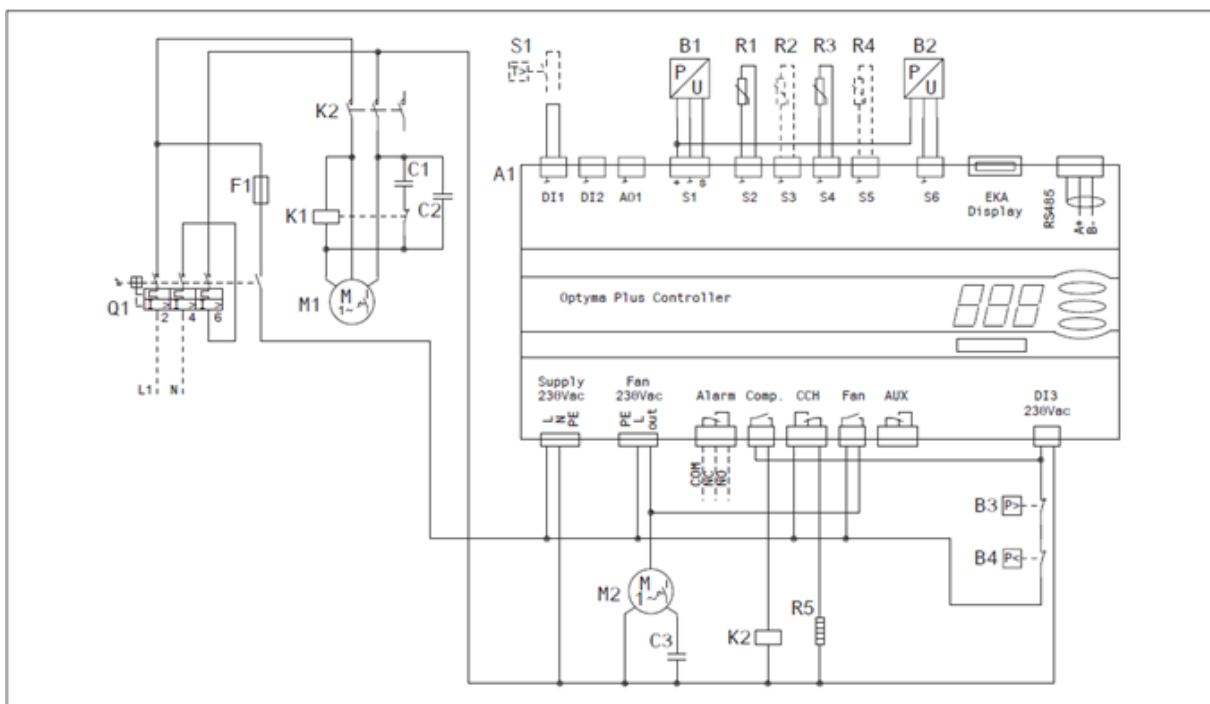 S1
T>
B1
P
U
R1
R2
R3
R4
B2
P
U
K2
C1
C2
K1
F1
M1
M
1~
Q1
I>
I>
I>
2
4
6
L1
N
A1
DI1
DI2
AO1
+
s
S1
S2
S3
S4
S5
S6
EKA
Display
RS485
A+
B-
Optyma Plus Controller
Supply
230Vac
L
N
PE
Fan
230Vac
PE
L
out
Alarm
COM
NC
NO
Comp.
CCH
Fan
AUX
DI3
230Vac
B3
P>
B4
P<
M2
M
1~
C3
K2
R5